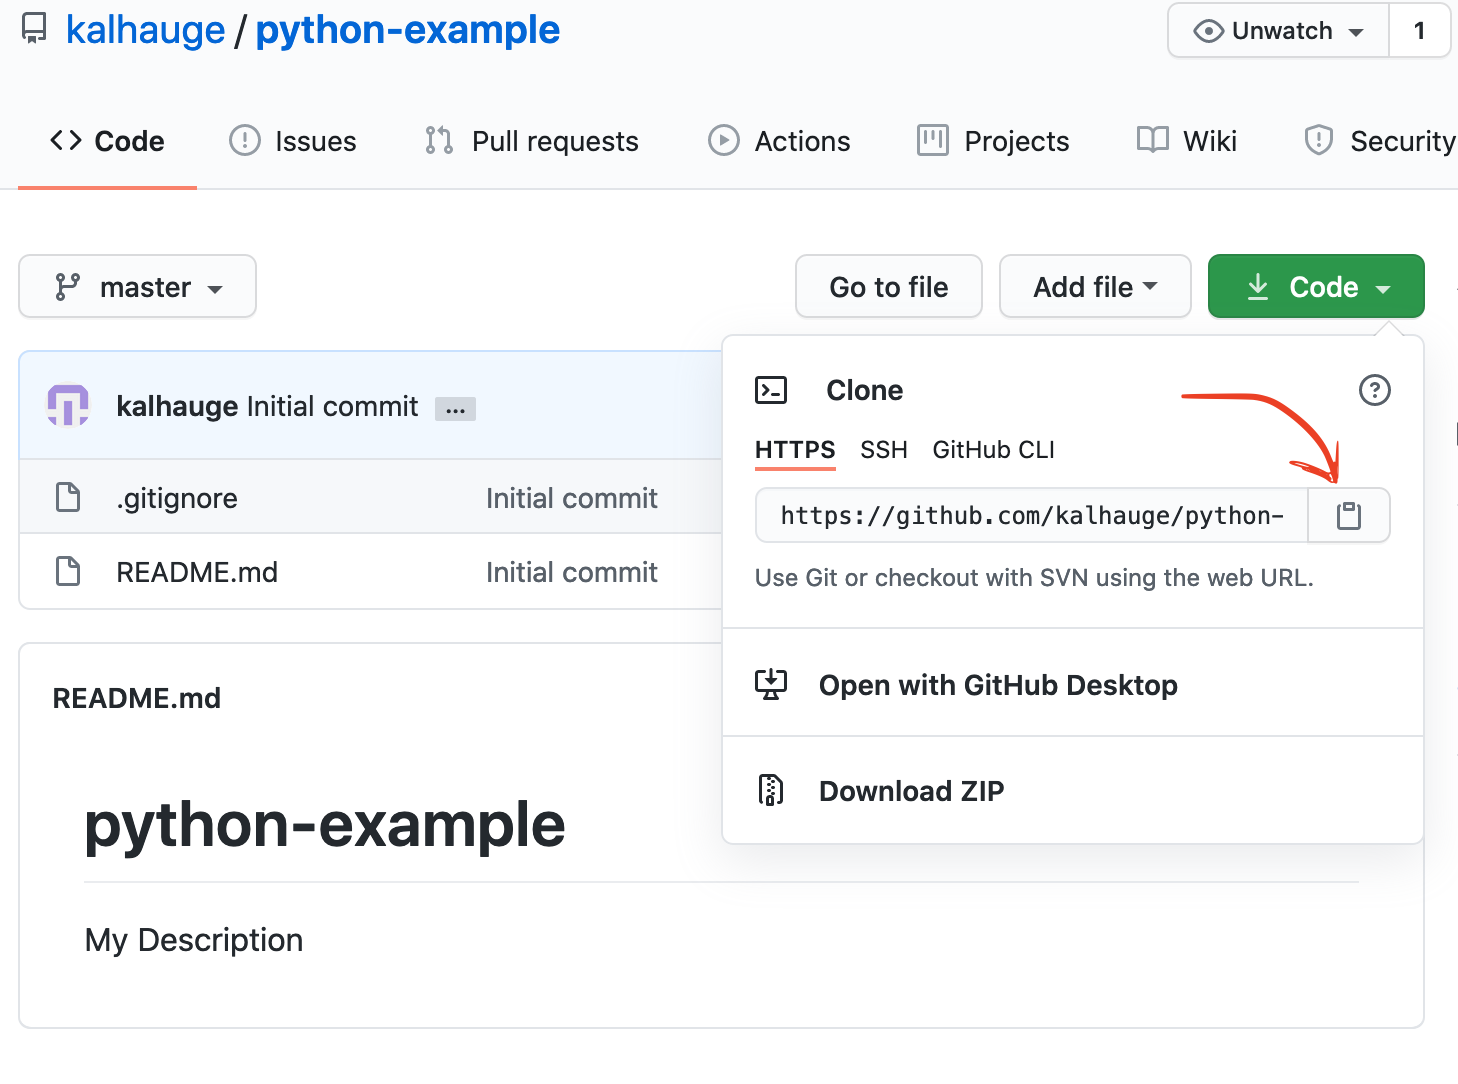 kalhauge / python-example
Unwatch 1
Code Issues Pull requests Actions Projects Wiki Security
master Go to file Add file Code
kalhauge Initial commit ...
.gitignore Initial commit
README.md Initial commit
Clone
HTTPS SSH GitHub CLI
https://github.com/kalhauge/python-
Use Git or checkout with SVN using the web URL.
Open with GitHub Desktop
Download ZIP
README.md
python-example
My Description